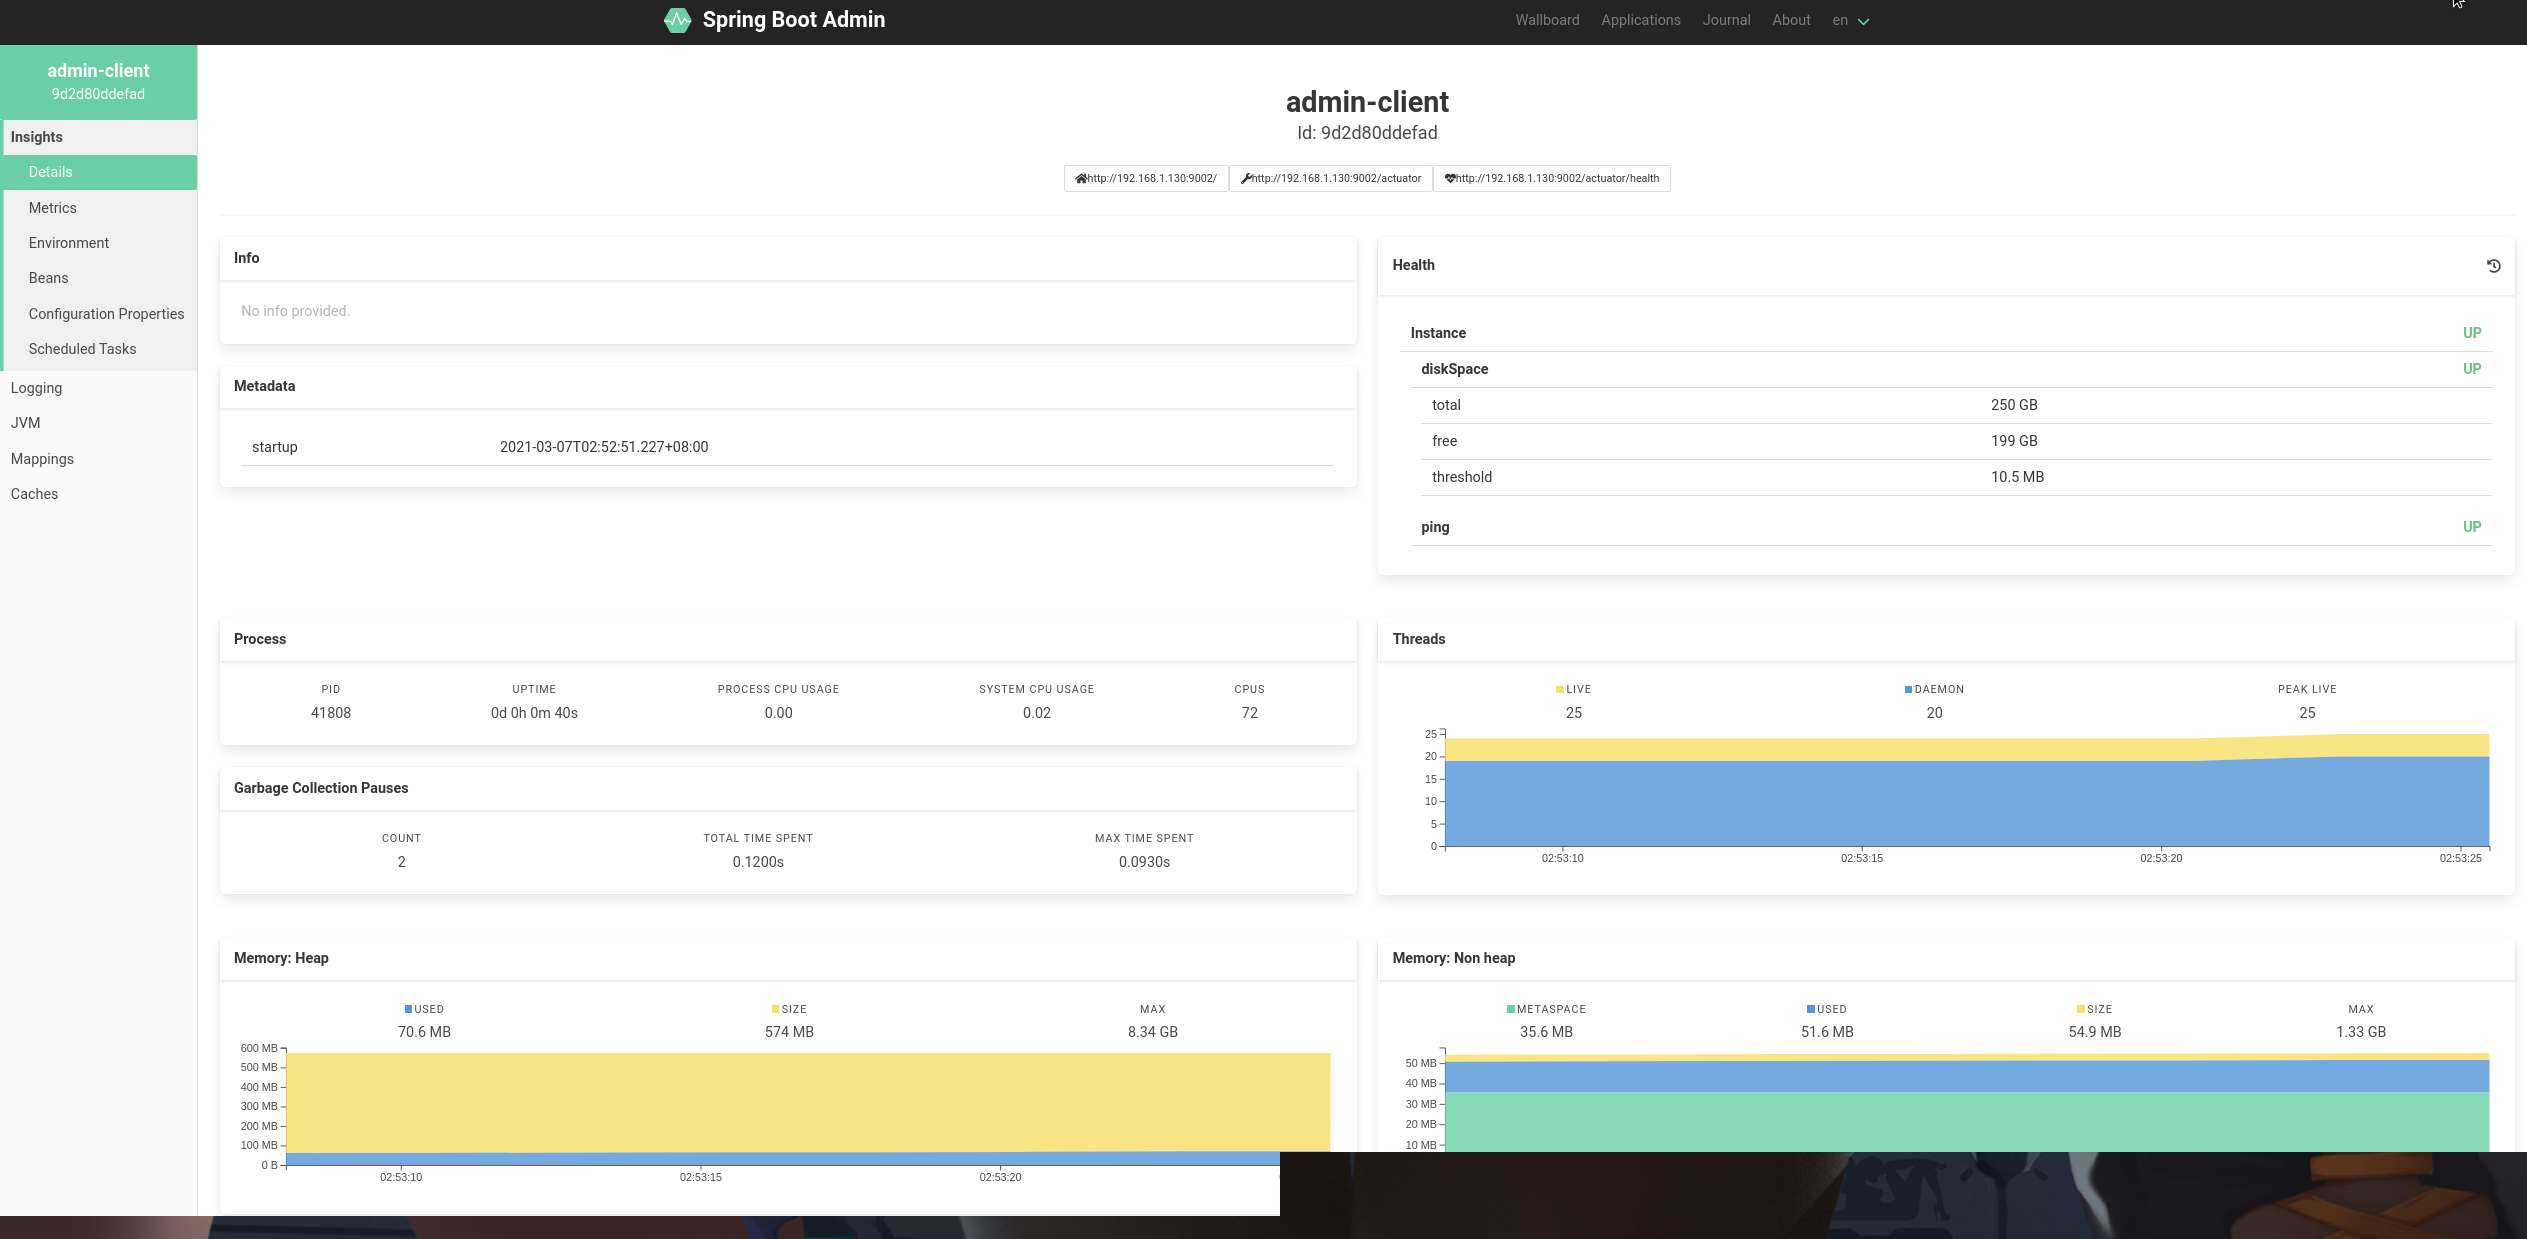 Spring Boot Admin
Wallboard Applications Journal About en
admin-client
9d2d80ddefad
Insights
Details
Metrics
Environment
Beans
Configuration Properties
Scheduled Tasks
Logging
JVM
Mappings
Caches
admin-client
Id: 9d2d80ddefad
http://192.168.1.130:9002/ http://192.168.1.130:9002/actuator http://192.168.1.130:9002/actuator/health
Info
No info provided.
Metadata
startup 2021-03-07T02:52:51.227+08:00
Health
Instance UP
diskSpace UP
total 250 GB
free 199 GB
threshold 10.5 MB
ping UP
Process
PID UPTIME PROCESS CPU USAGE SYSTEM CPU USAGE CPUS
41808 0d 0h 0m 40s 0.00 0.02 72
Garbage Collection Pauses
COUNT TOTAL TIME SPENT MAX TIME SPENT
2 0.1200s 0.0930s
Threads
LIVE DAEMON PEAK LIVE
25 20 25
25
20
15
10
5
0
02:53:10 02:53:15 02:53:20 02:53:25
Memory: Heap
USED SIZE MAX
70.6 MB 574 MB 8.34 GB
600 MB
500 MB
400 MB
300 MB
200 MB
100 MB
0 B
02:53:10 02:53:15 02:53:20
Memory: Non heap
METASPACE USED SIZE MAX
35.6 MB 51.6 MB 54.9 MB 1.33 GB
50 MB
40 MB
30 MB
20 MB
10 MB